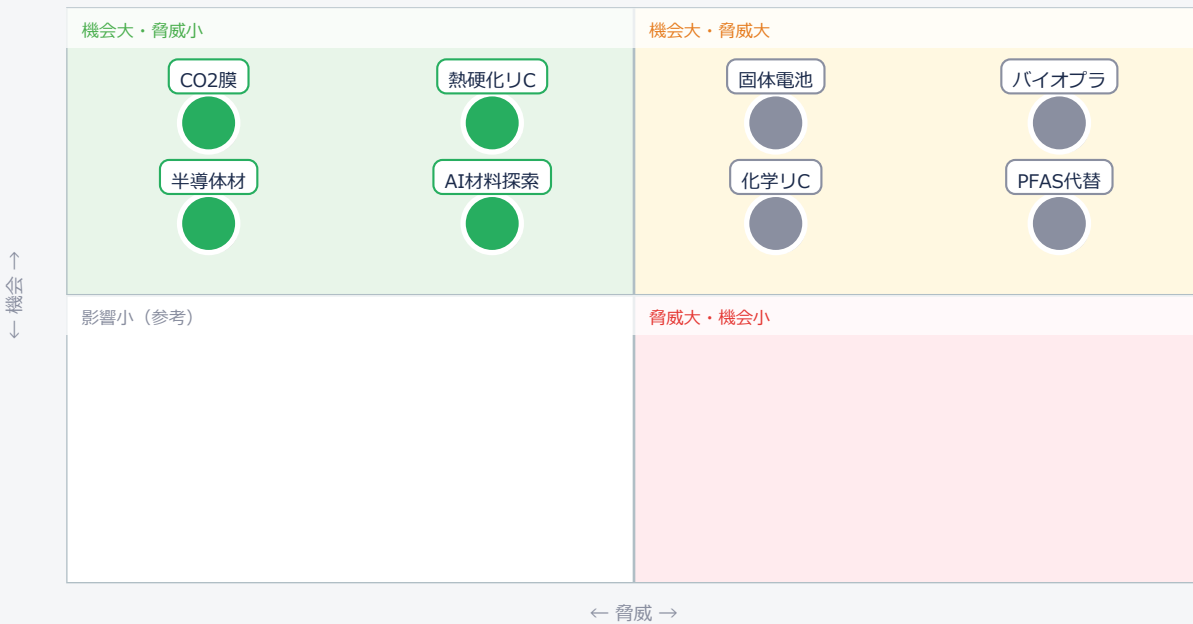 機会大・脅威小
機会大・脅威大
CO2膜
熱硬化リC
固体電池
バイオプラ
半導体材
AI材料探索
化学リC
PFAS代替
← 機会 →
影響小（参考）
脅威大・機会小
← 脅威 →